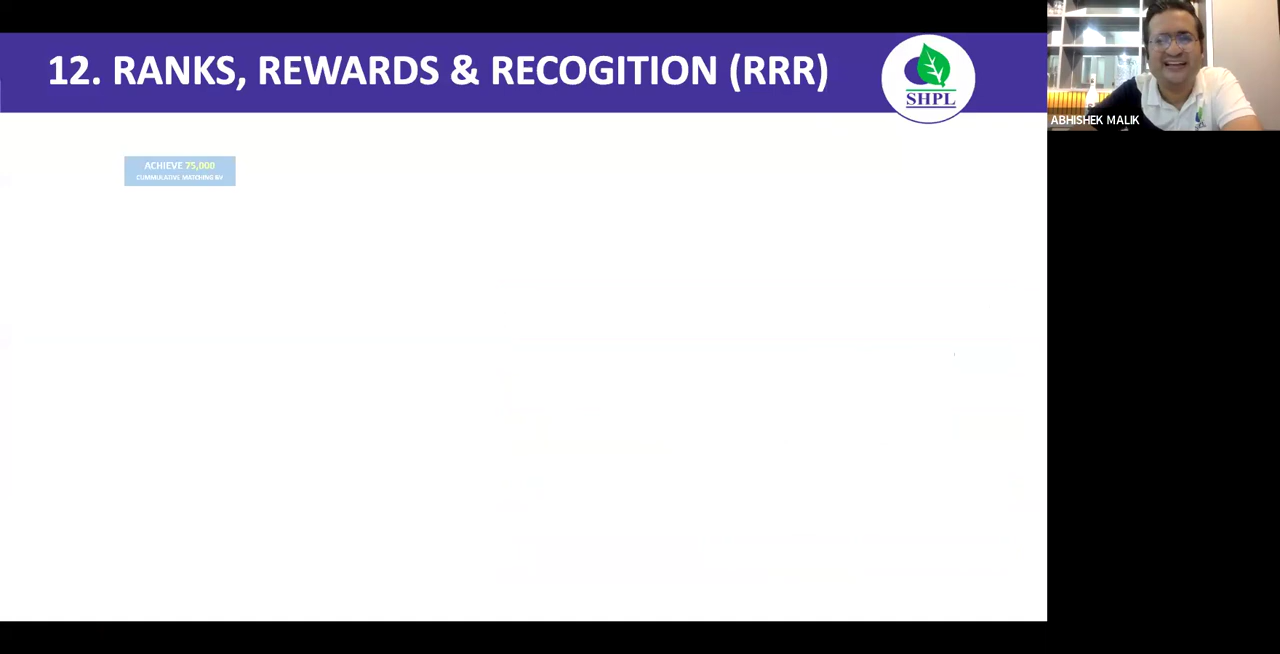 12. RANKS, REWARDS & RECOGITION (RRR)
SHPL
ABHISHEK MALIK
ACHIEVE 75,000
CUMMULATIVE MATCHING BV